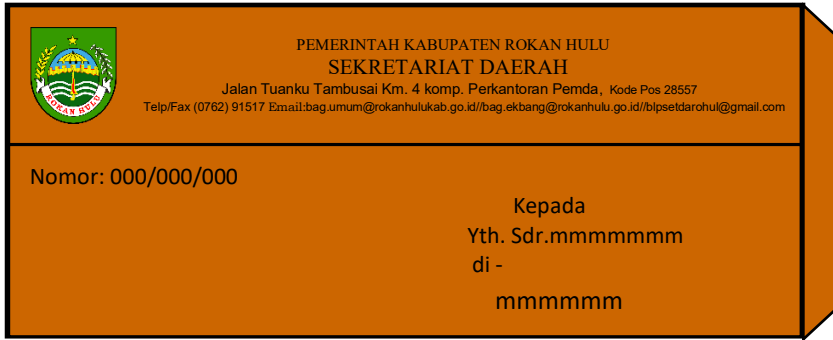 PEMERINTAH KABUPATEN ROKAN HULU
SEKRETARIAT DAERAH
Jalan Tuanku Tambusai Km. 4 komp. Perkantoran Pemda, Kode Pos 28557
Telp/Fax (0762) 91517 Email:bag.umum@rokanhulukab.go.id//bag.ekbang@rokanhulu.go.id//blpsetdarohul@gmail.com
ROKAN HULU
Nomor: 000/000/000
Kepada
Yth. Sdr.mmmmmmm
di -
mmmmmm